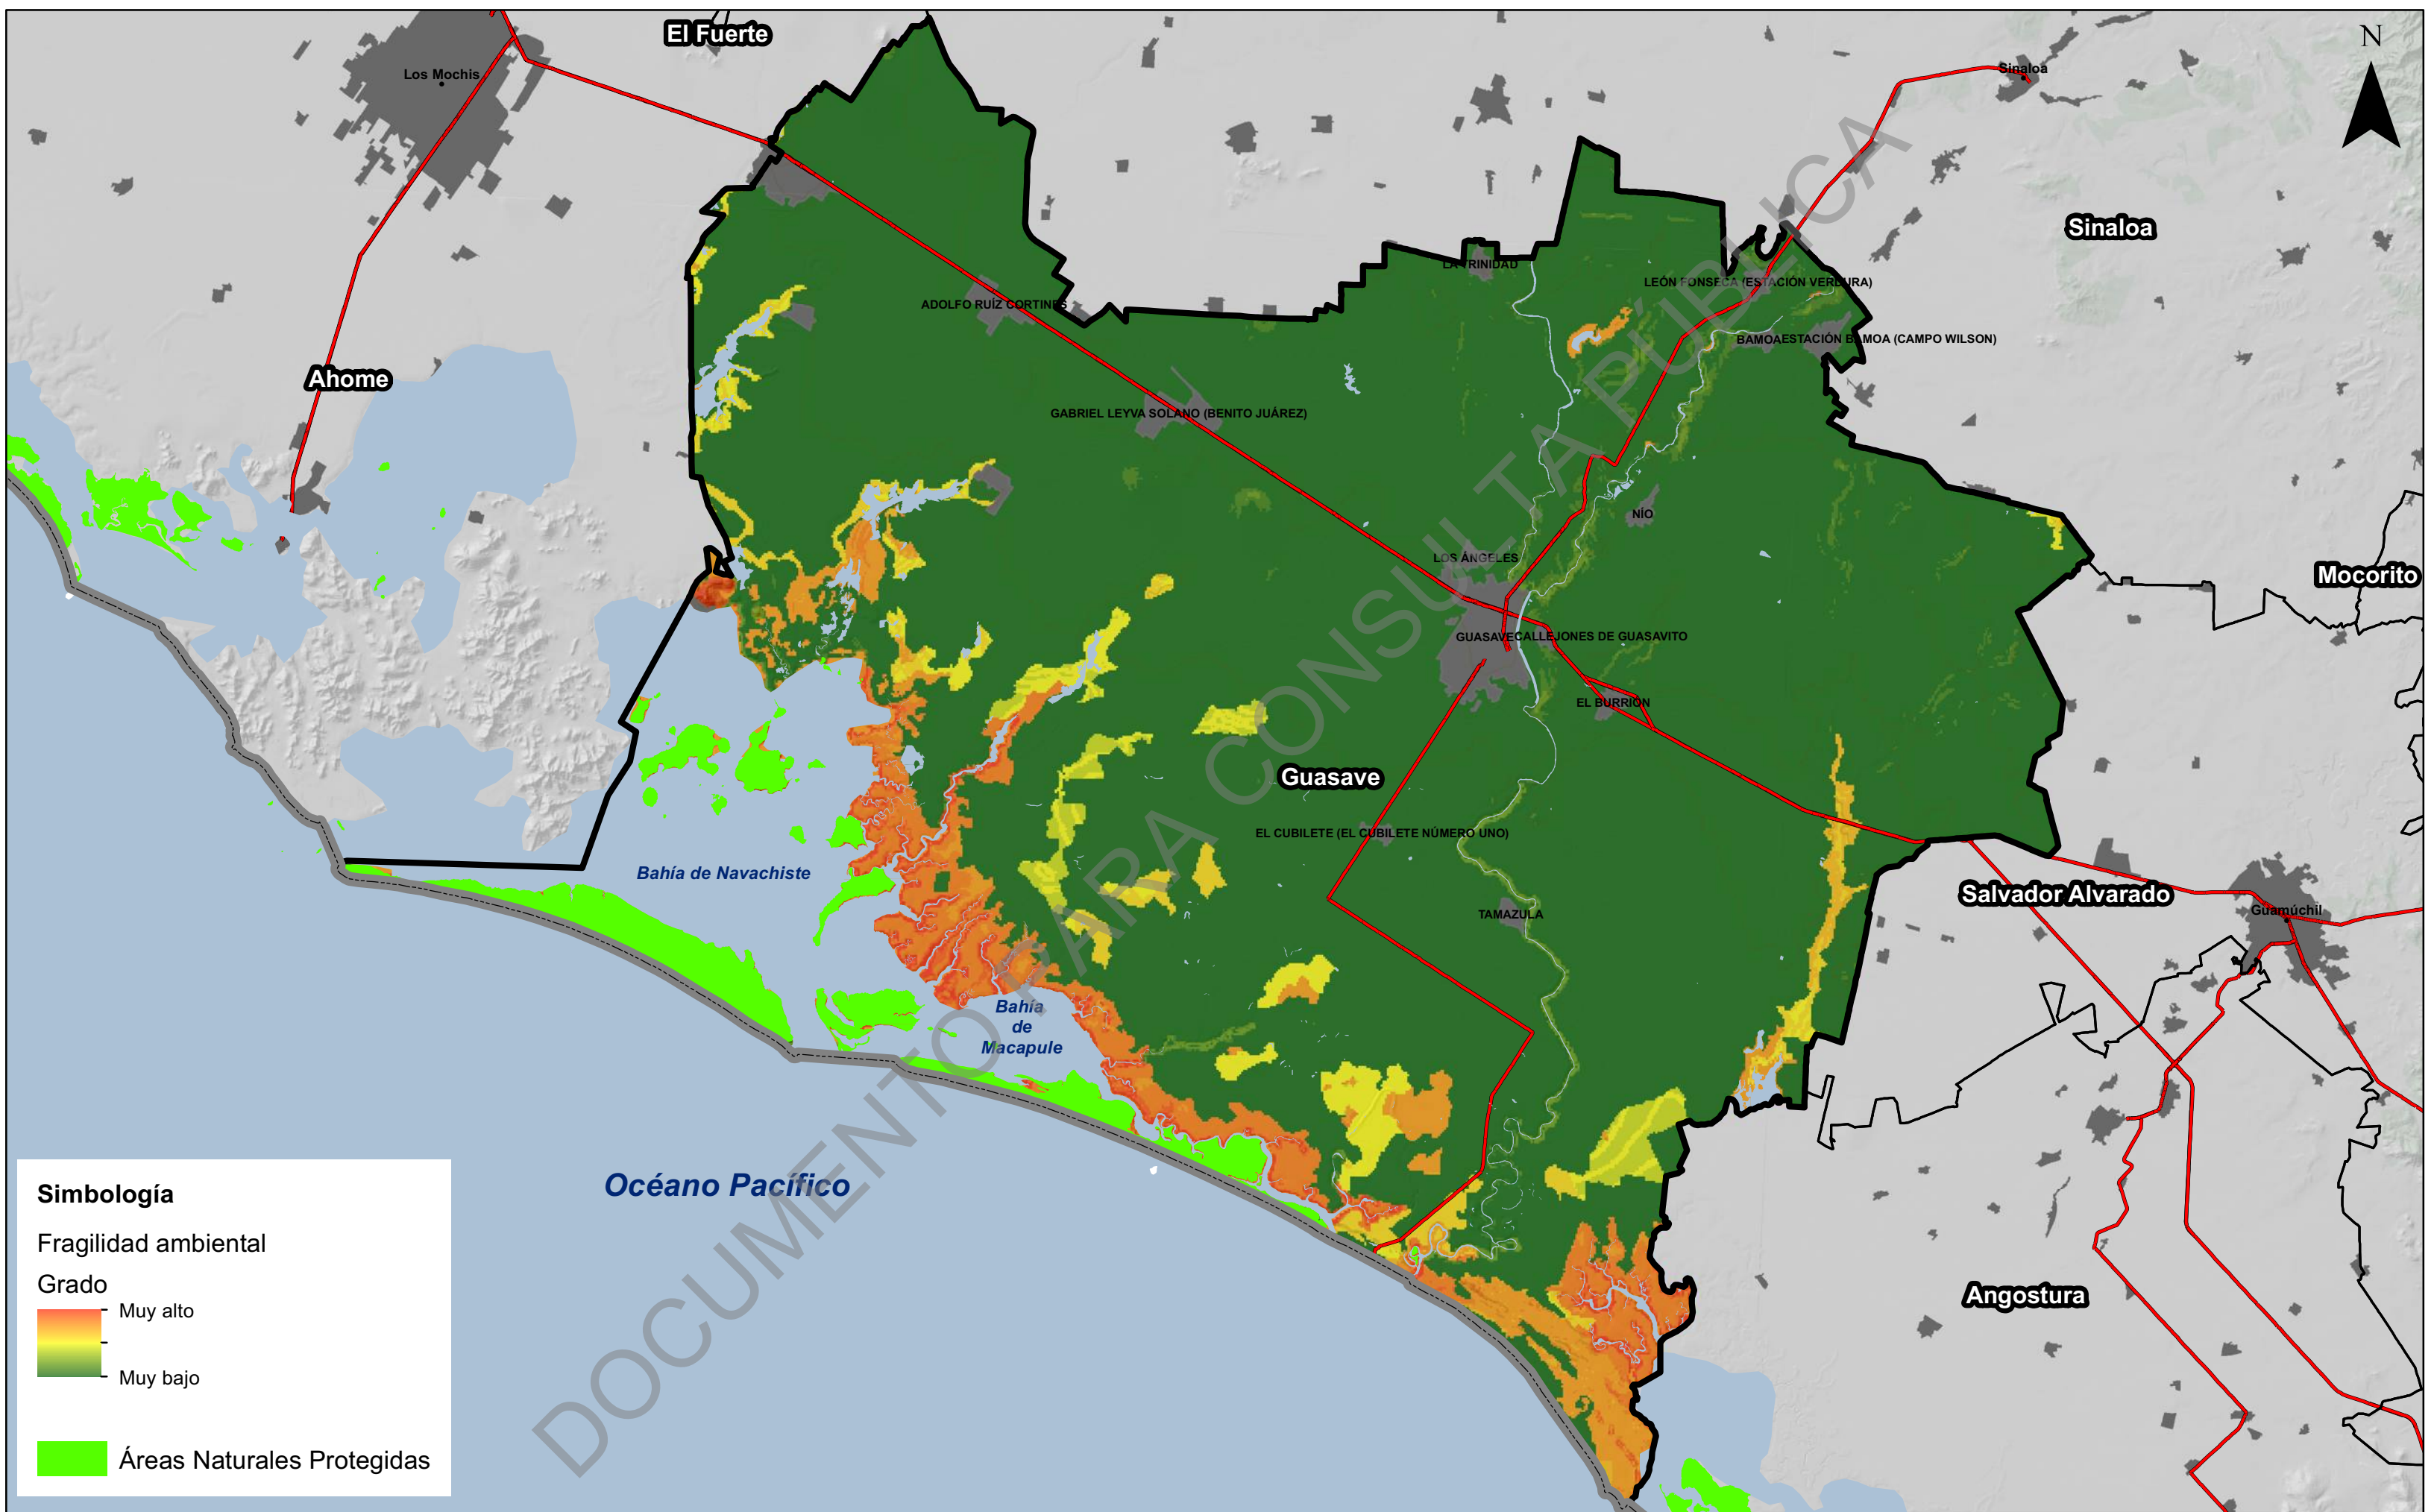 El Fuerte
N
Los Mochis
Sinaloa
Sinaloa
LA TRINIDAD
LEÓN FONSECA (ESTACIÓN VERDURA)
ADOLFO RUÍZ CORTINES
BAMOA
ESTACIÓN BAMOA (CAMPO WILSON)
Ahome
GABRIEL LEYVA SOLANO (BENITO JUÁREZ)
NÍO
LOS ÁNGELES
Mocorito
GUASAVE
CALLEJONES DE GUASAVITO
EL BURRIÓN
Guasave
EL CUBILETE (EL CUBILETE NÚMERO UNO)
Bahía de Navachiste
Salvador Alvarado
Guamúchil
TAMAZULA
Bahía
de
Macapule
Océano Pacífico
Angostura
DOCUMENTO PARA CONSULTA PÚBLICA
Simbología
Fragilidad ambiental
Grado
Muy alto
Muy bajo
Áreas Naturales Protegidas